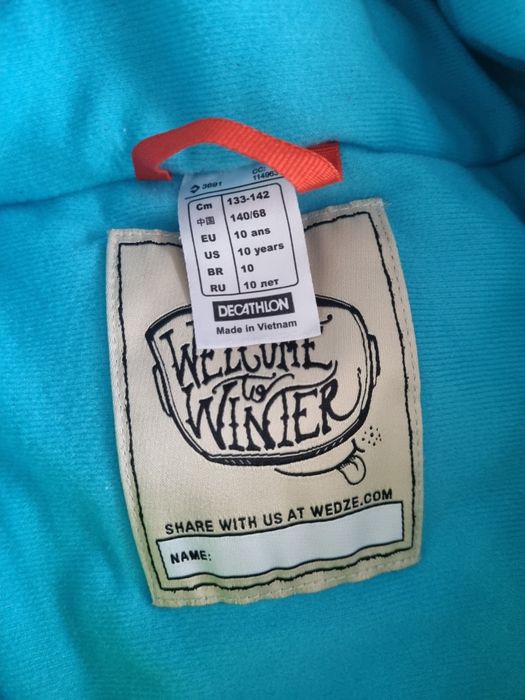 3691
Cm 133-142
中国 140/68
EU 10 ans
US 10 years
BR 10
RU 10 лет
DECATHLON
Made in Vietnam
WELCOME
to
WINTER
SHARE WITH US AT WEDZE.COM
NAME: